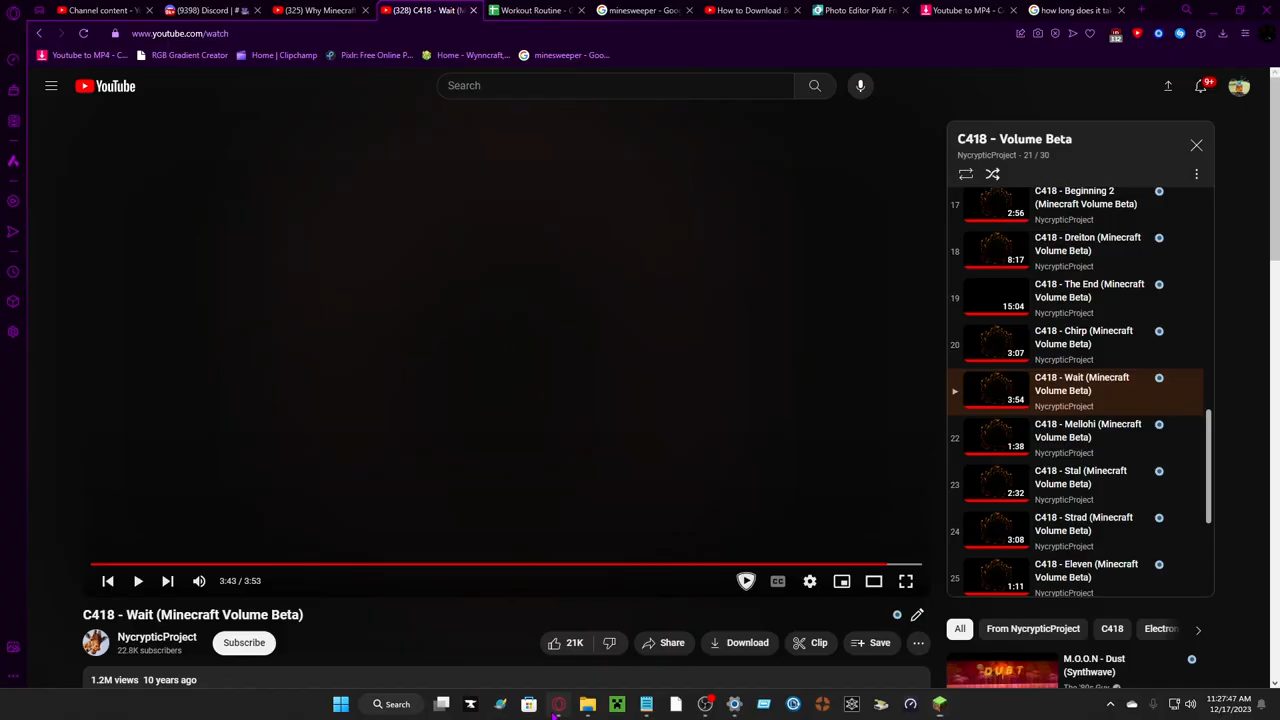 Channel content - Y
(9398) Discord | #
(325) Why Minecraft
(328) C418 - Wait (M
Workout Routine - G
minesweeper - Goo
How to Download &
Photo Editor Pixlr Fr
Youtube to MP4 - C
how long does it ta
www.youtube.com/watch
112
Youtube to MP4 - C...
RGB Gradient Creator
Home | Clipchamp
Pixlr: Free Online P...
Home - Wynncraft,...
minesweeper - Goo...
YouTube
Search
9+
C418 - Volume Beta
NycrypticProject - 21 / 30
17
2:56
C418 - Beginning 2
(Minecraft Volume Beta)
NycrypticProject
18
8:17
C418 - Dreiton (Minecraft
Volume Beta)
NycrypticProject
19
15:04
C418 - The End (Minecraft
Volume Beta)
NycrypticProject
20
3:07
C418 - Chirp (Minecraft
Volume Beta)
NycrypticProject
3:54
C418 - Wait (Minecraft
Volume Beta)
NycrypticProject
22
1:38
C418 - Mellohi (Minecraft
Volume Beta)
NycrypticProject
23
2:32
C418 - Stal (Minecraft
Volume Beta)
NycrypticProject
24
3:08
C418 - Strad (Minecraft
Volume Beta)
NycrypticProject
25
1:11
C418 - Eleven (Minecraft
Volume Beta)
NycrypticProject
3:43 / 3:53
CC
C418 - Wait (Minecraft Volume Beta)
NycrypticProject
22.8K subscribers
Subscribe
21K
Share
Download
Clip
Save
1.2M views 10 years ago
All
From NycrypticProject
C418
Electron
DUBT
M.O.O.N - Dust
(Synthwave)
The '80s Guy
Search
11:27:47 AM
12/17/2023